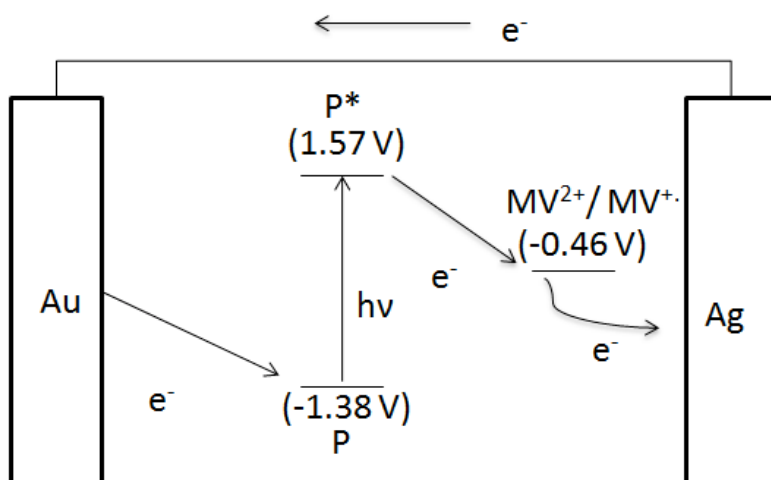 e⁻
P*
(1.57 V)
MV²⁺/ MV⁺·
(-0.46 V)
e⁻
Au
hν
Ag
e⁻
e⁻
(-1.38 V)
P